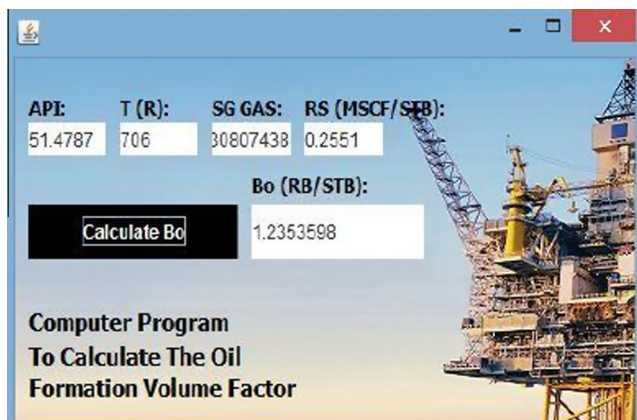 API: T (R): SG GAS: RS (MSCF/STB):
51.4787 706 30807438 0.2551
Bo (RB/STB):
Calculate Bo 1.2353598
Computer Program
To Calculate The Oil
Formation Volume Factor